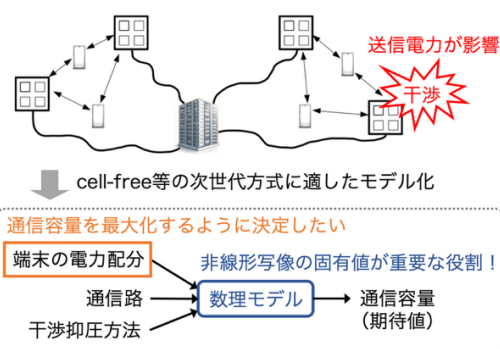 送信電力が影響
干渉
cell-free等の次世代方式に適したモデル化
通信容量を最大化するように決定したい
端末の電力配分
非線形写像の固有値が重要な役割！
通信路
数理モデル
通信容量
（期待値）
干渉抑圧方法